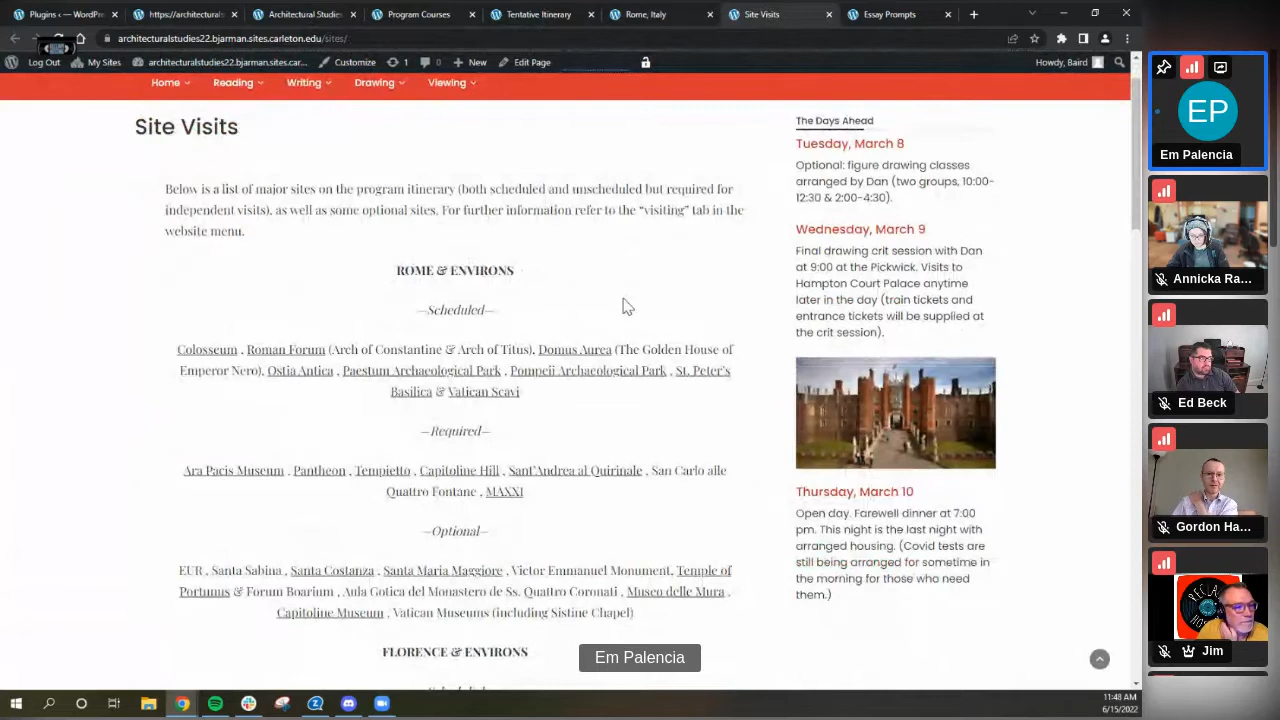 Plugins ‹ — WordPr
https://architectural
Architectural Studies
Program Courses
Tentative Itinerary
Rome, Italy
Site Visits
Essay Prompts
architecturalstudies22.bjarman.sites.carleton.edu/sites/
Log Out
My Sites
architecturalstudies22.bjarman.sites.car...
Customize
1
0
New
Edit Page
Howdy, Baird
Home
Reading
Writing
Drawing
Viewing
Site Visits
Below is a list of major sites on the program itinerary (both scheduled and unscheduled but required for
independent visits), as well as some optional sites. For further information refer to the “visiting” tab in the
website menu.
ROME & ENVIRONS
—Scheduled—
Colosseum , Roman Forum (Arch of Constantine & Arch of Titus), Domus Aurea (The Golden House of
Emperor Nero), Ostia Antica , Paestum Archaeological Park , Pompeii Archaeological Park , St. Peter’s
Basilica & Vatican Scavi
—Required—
Ara Pacis Museum , Pantheon , Tempietto , Capitoline Hill , Sant’Andrea al Quirinale , San Carlo alle
Quattro Fontane , MAXXI
—Optional—
EUR , Santa Sabina , Santa Costanza , Santa Maria Maggiore , Victor Emmanuel Monument, Temple of
Portunus & Forum Boarium , Aula Gotica del Monastero de Ss. Quattro Coronati , Museo delle Mura ,
Capitoline Museum , Vatican Museums (including Sistine Chapel)
FLORENCE & ENVIRONS
The Days Ahead
Tuesday, March 8
Optional: figure drawing classes
arranged by Dan (two groups, 10:00-
12:30 & 2:00-4:30).
Wednesday, March 9
Final drawing crit session with Dan
at 9:00 at the Pickwick. Visits to
Hampton Court Palace anytime
later in the day (train tickets and
entrance tickets will be supplied at
the crit session).
Thursday, March 10
Open day. Farewell dinner at 7:00
pm. This night is the last night with
arranged housing. (Covid tests are
still being arranged for sometime in
the morning for those who need
them.)
Em Palencia
11:48 AM
6/15/2022
EP
Em Palencia
Annicka Ra...
Ed Beck
Gordon Ha...
RECLAIM
Jim